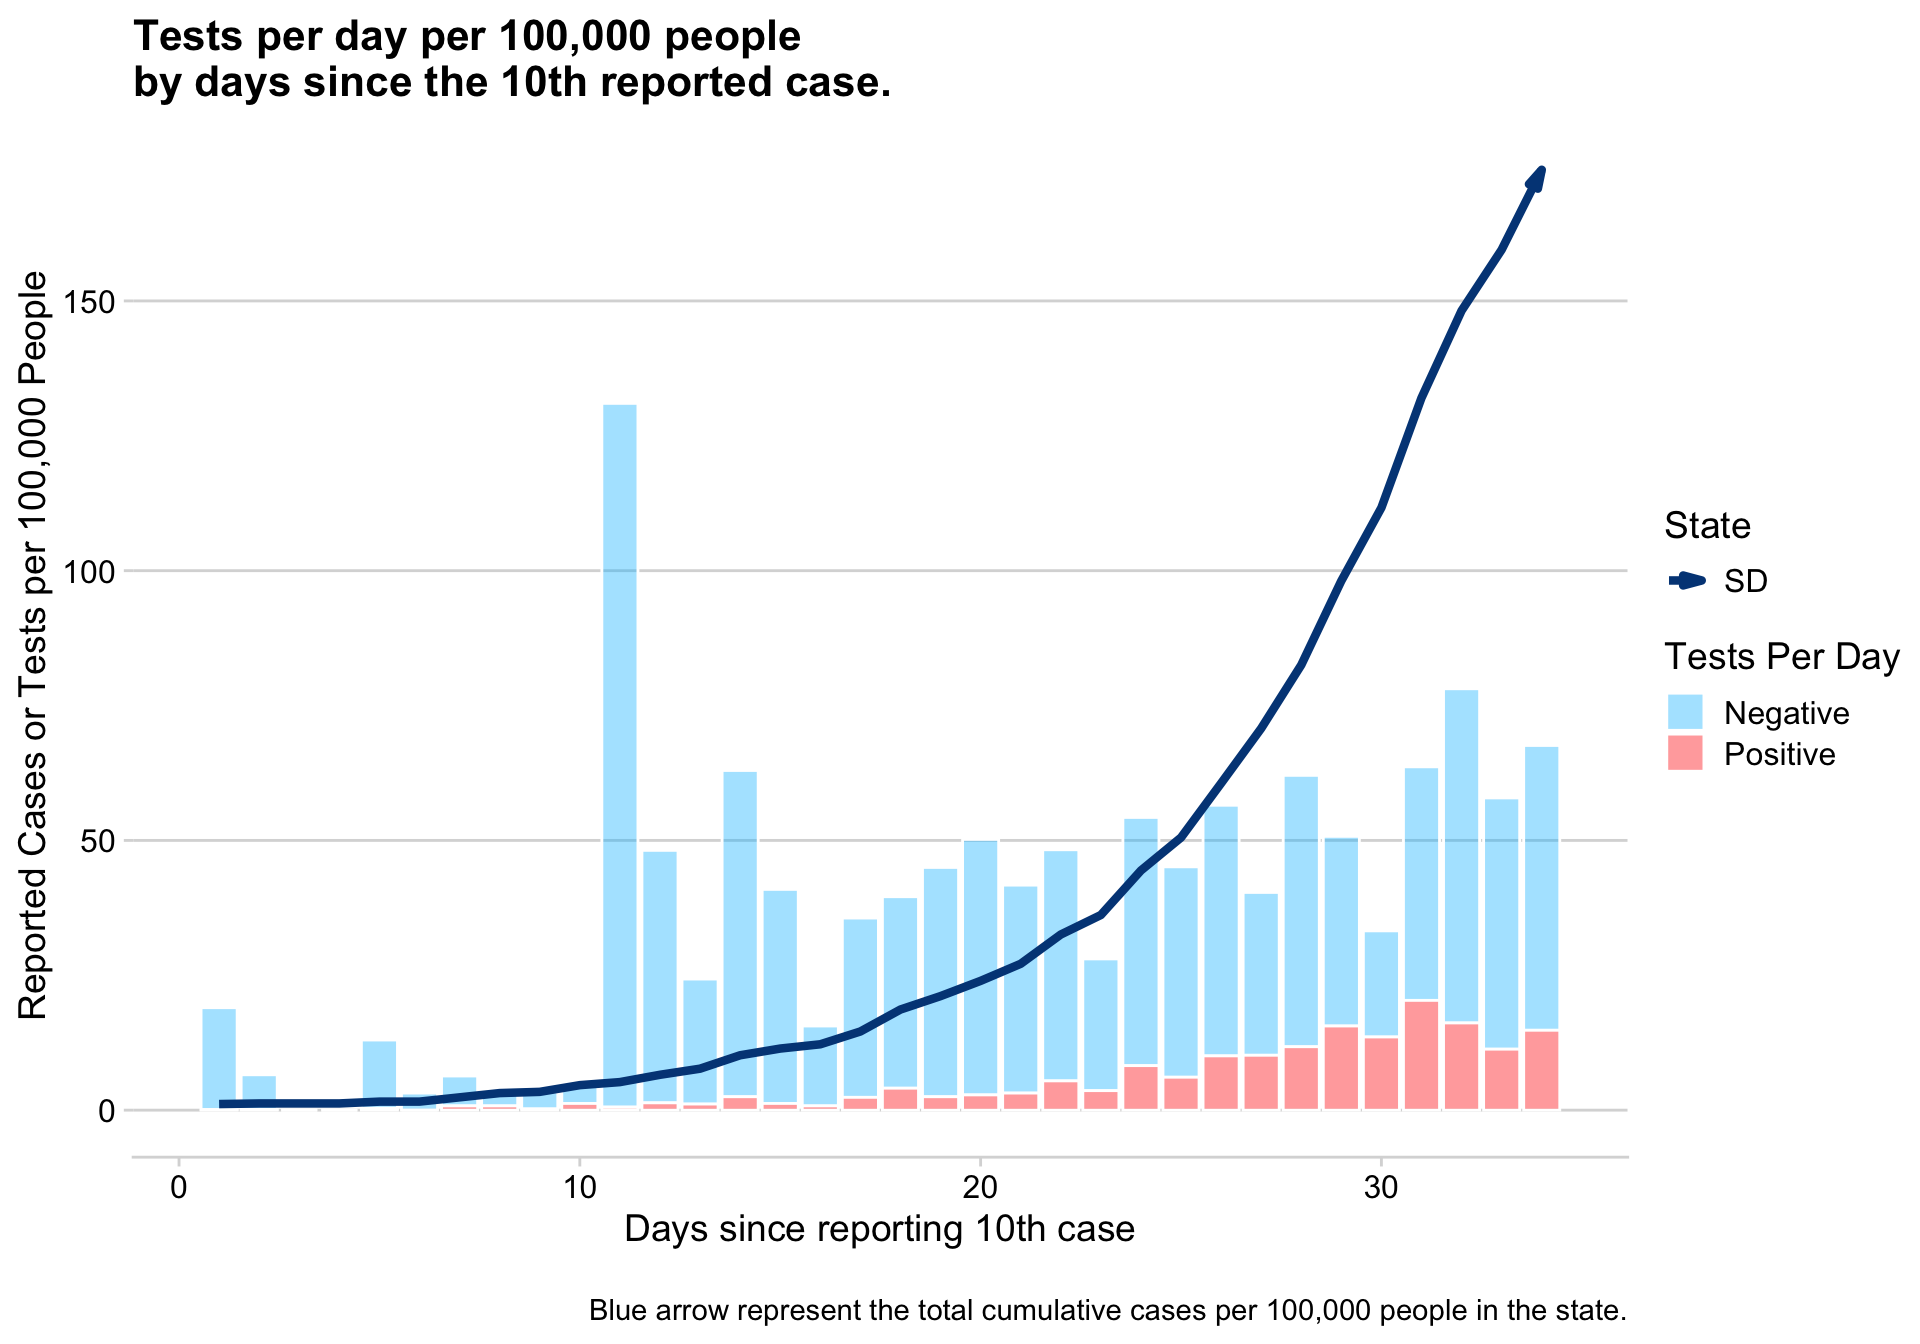 Tests per day per 100,000 people
by days since the 10th reported case.
Reported Cases or Tests per 100,000 People
150
100
50
0
0
10
20
30
Days since reporting 10th case
State
SD
Tests Per Day
Negative
Positive
Blue arrow represent the total cumulative cases per 100,000 people in the state.